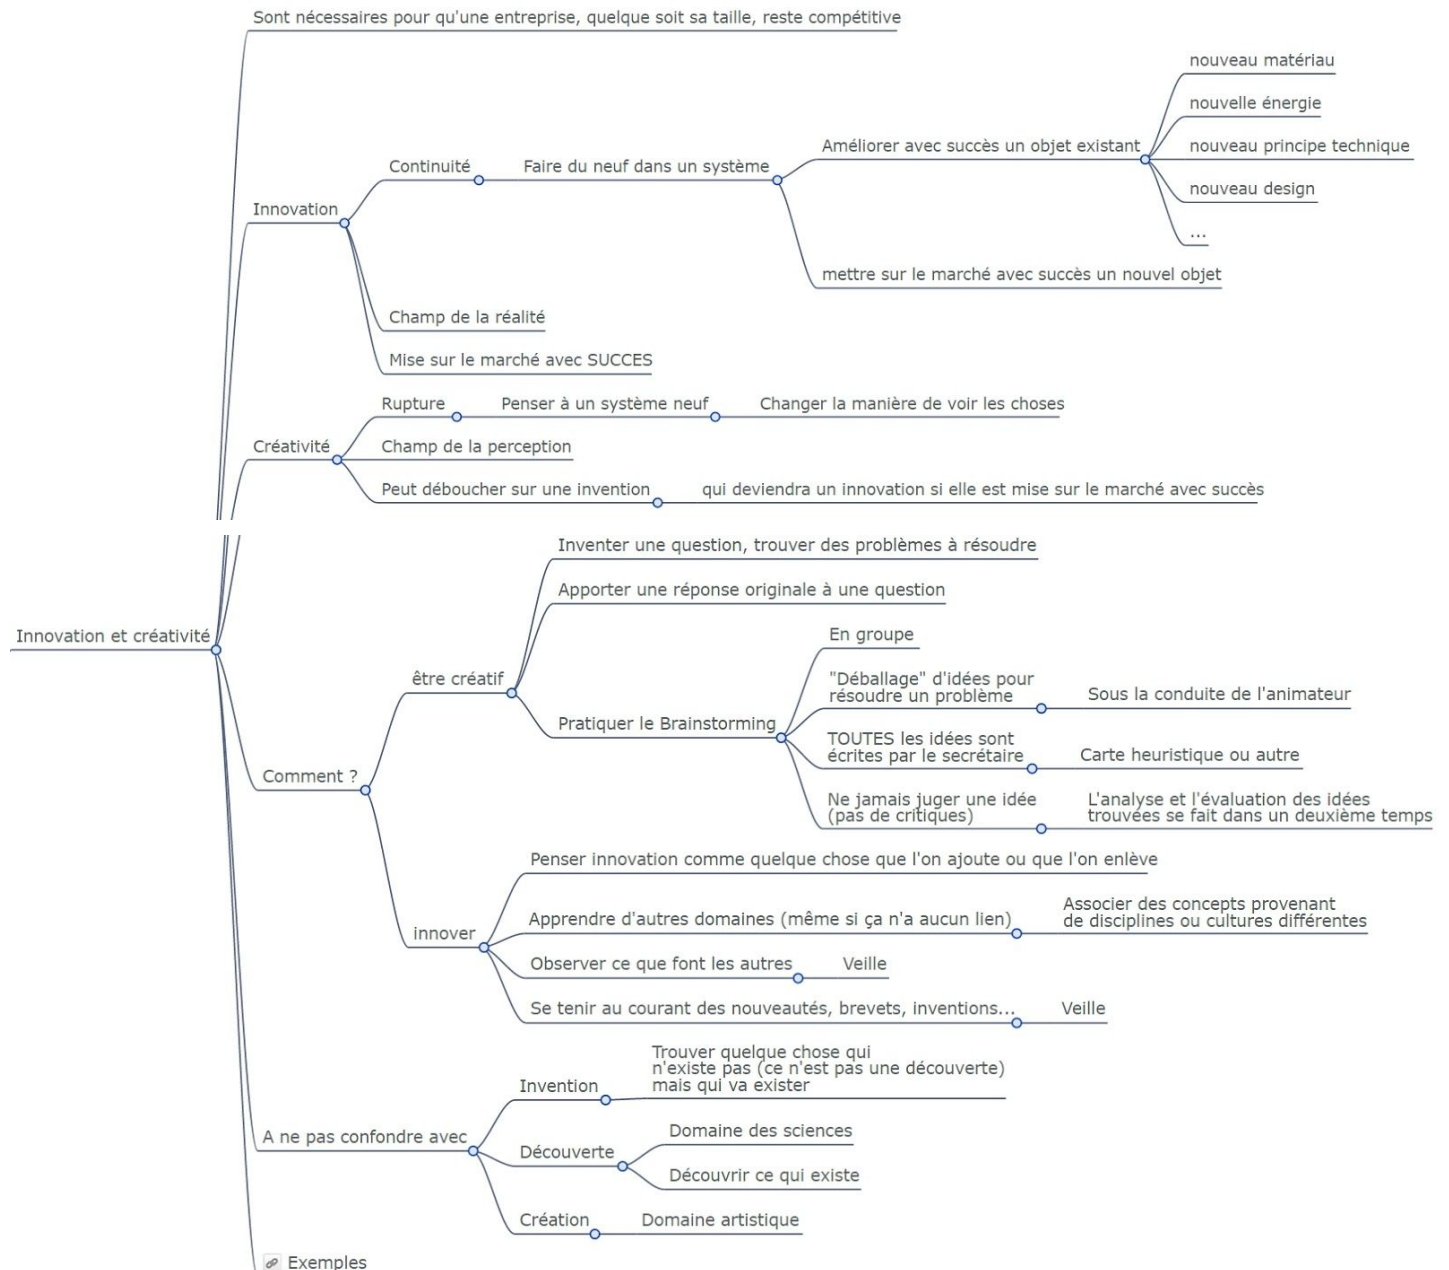 Sont nécessaires pour qu'une entreprise, quelque soit sa taille, reste compétitive
Innovation
Continuité
Faire du neuf dans un système
Améliorer avec succès un objet existant
nouveau matériau
nouvelle énergie
nouveau principe technique
nouveau design
...
mettre sur le marché avec succès un nouvel objet
Champ de la réalité
Mise sur le marché avec SUCCES
Créativité
Rupture
Penser à un système neuf
Changer la manière de voir les choses
Champ de la perception
Peut déboucher sur une invention
qui deviendra un innovation si elle est mise sur le marché avec succès
Innovation et créativité
Comment ?
être créatif
Inventer une question, trouver des problèmes à résoudre
Apporter une réponse originale à une question
Pratiquer le Brainstorming
En groupe
"Déballage" d'idées pour
résoudre un problème
Sous la conduite de l'animateur
TOUTES les idées sont
écrites par le secrétaire
Carte heuristique ou autre
Ne jamais juger une idée
(pas de critiques)
L'analyse et l'évaluation des idées
trouvées se fait dans un deuxième temps
innover
Penser innovation comme quelque chose que l'on ajoute ou que l'on enlève
Apprendre d'autres domaines (même si ça n'a aucun lien)
Associer des concepts provenant
de disciplines ou cultures différentes
Observer ce que font les autres
Veille
Se tenir au courant des nouveautés, brevets, inventions...
Veille
A ne pas confondre avec
Invention
Trouver quelque chose qui
n'existe pas (ce n'est pas une découverte)
mais qui va exister
Découverte
Domaine des sciences
Découvrir ce qui existe
Création
Domaine artistique
Exemples